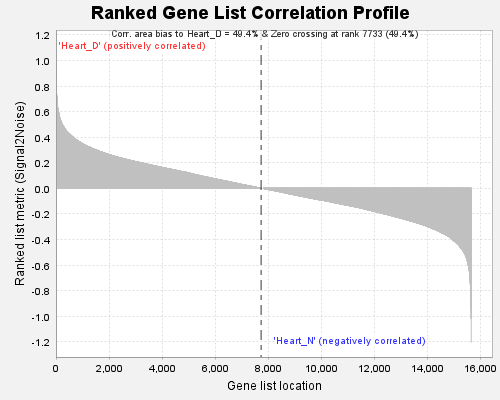 Ranked Gene List Correlation Profile
Corr. area bias to Heart_D = 49.4% & Zero crossing at rank 7733 (49.4%)
'Heart_D' (positively correlated)
1.2
1.0
0.8
0.6
0.4
0.2
0.0
-0.2
-0.4
-0.6
-0.8
-1.0
-1.2
Ranked list metric (Signal2Noise)
'Heart_N' (negatively correlated)
0 2,000 4,000 6,000 8,000 10,000 12,000 14,000 16,000
Gene list location